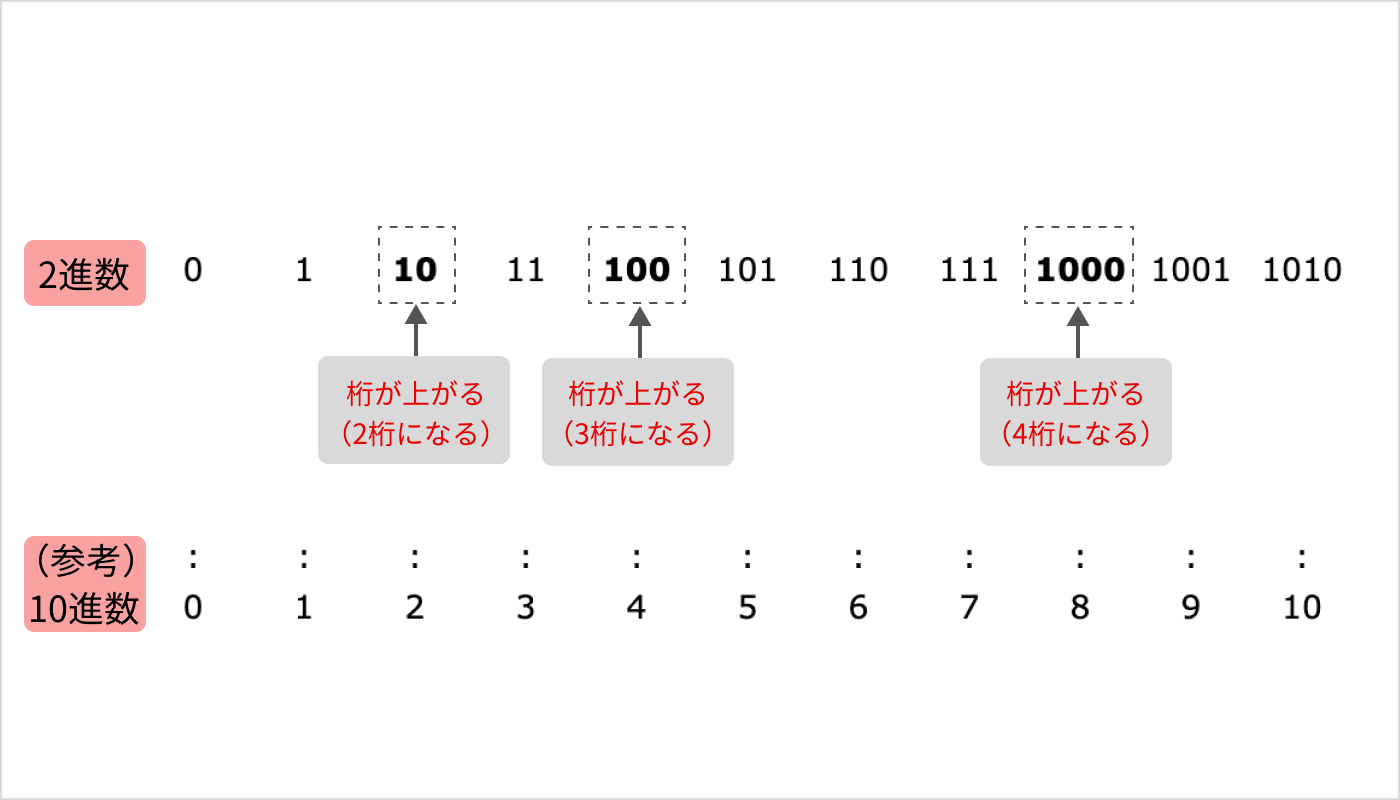 2進数 0 1 10 11 100 101 110 111 1000 1001 1010
桁が上がる 桁が上がる 桁が上がる
（2桁になる） （3桁になる） （4桁になる）
（参考） : : : : : : : : : : :
10進数 0 1 2 3 4 5 6 7 8 9 10